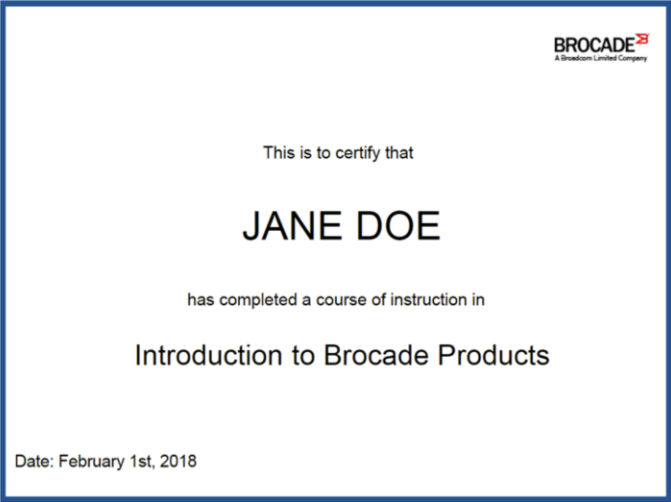 BROCADE
A Broadcom Limited Company
This is to certify that
JANE DOE
has completed a course of instruction in
Introduction to Brocade Products
Date: February 1st, 2018